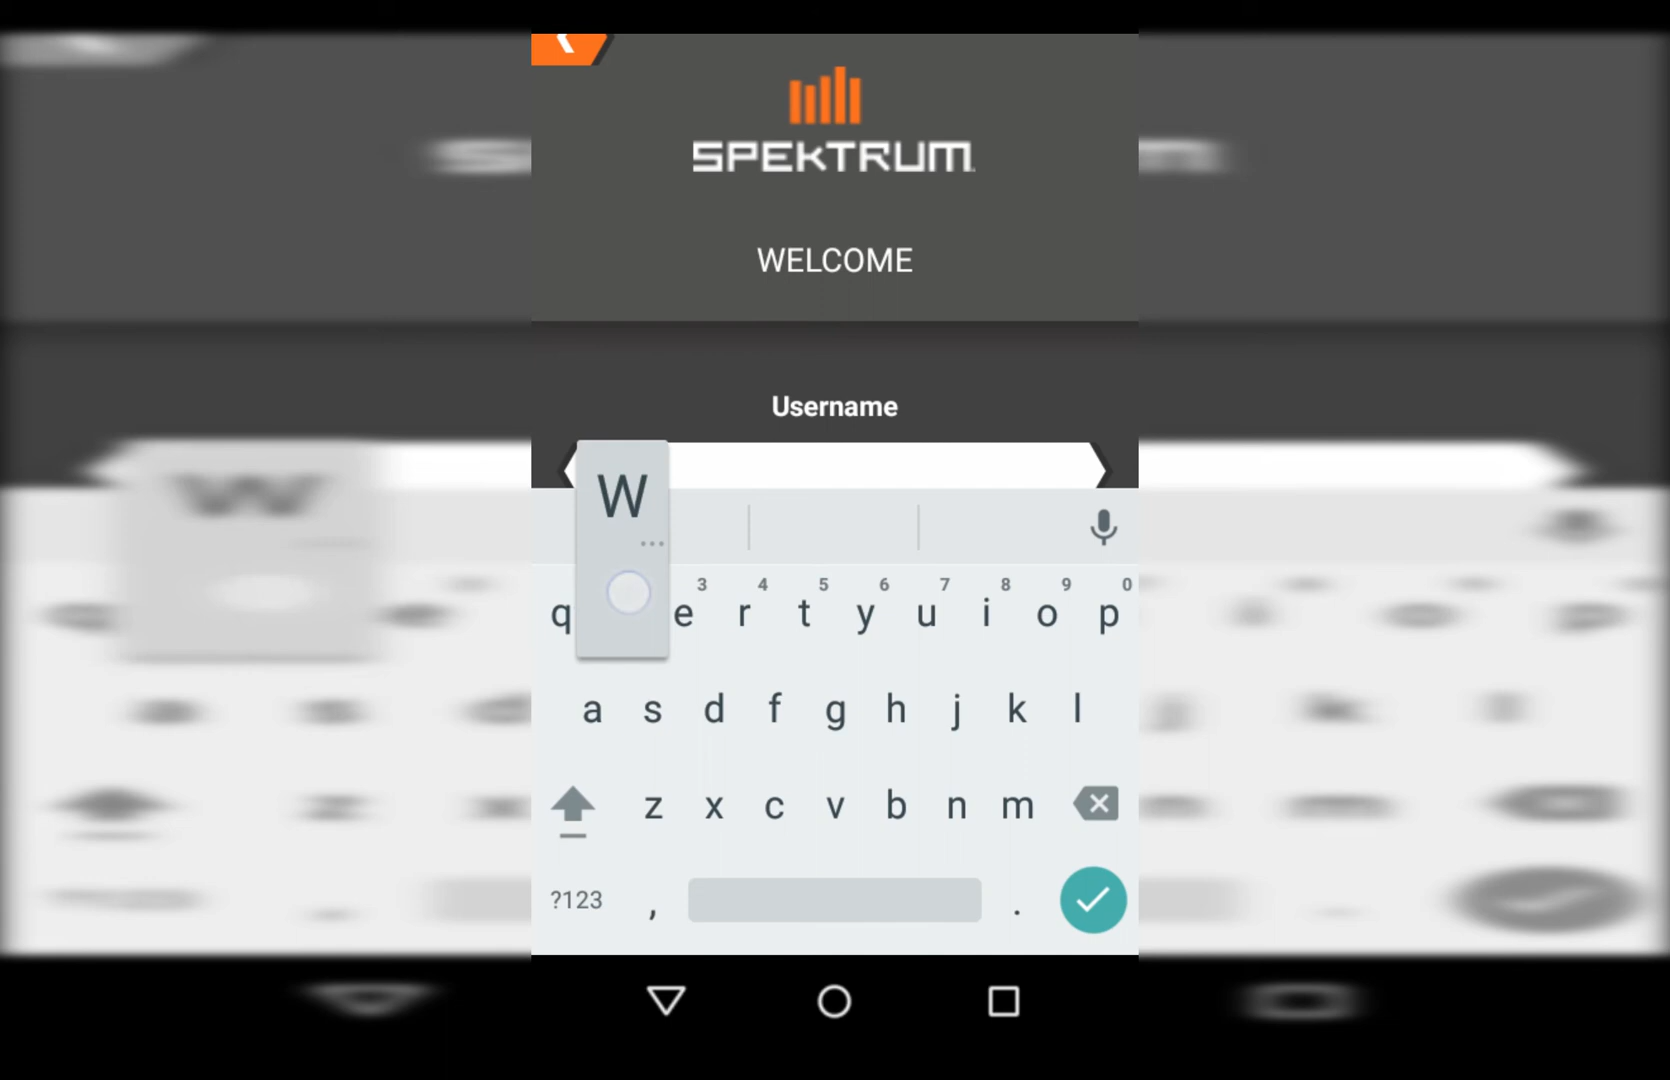 SPEKTRUM
WELCOME
Username
W
...
3 4 5 6 7 8 9 0
q e r t y u i o p
a s d f g h j k l
z x c v b n m
?123 , .